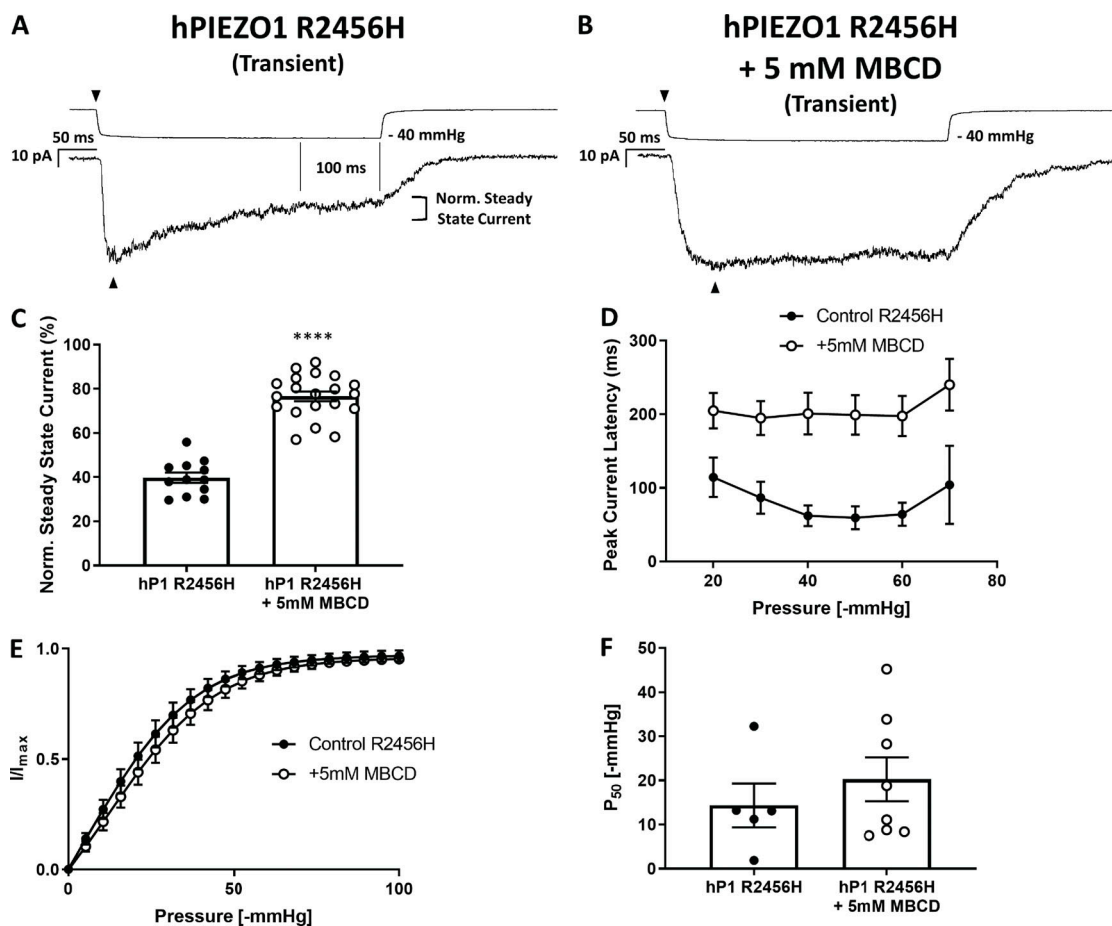 A
hPIEZO1 R2456H
(Transient)
50 ms
10 pA
- 40 mmHg
100 ms
Norm. Steady
State Current
B
hPIEZO1 R2456H
+ 5 mM MBCD
(Transient)
50 ms
10 pA
- 40 mmHg
C
****
Norm. Steady State Current (%)
100
80
60
40
20
0
hP1 R2456H
hP1 R2456H
+ 5mM MBCD
D
Control R2456H
+5mM MBCD
Peak Current Latency (ms)
300
200
100
0
20
40
60
80
Pressure [-mmHg]
E
I/Imax
1.0
0.5
0.0
0
50
100
Control R2456H
+5mM MBCD
Pressure [-mmHg]
F
P50 [-mmHg]
50
40
30
20
10
0
hP1 R2456H
hP1 R2456H
+ 5mM MBCD